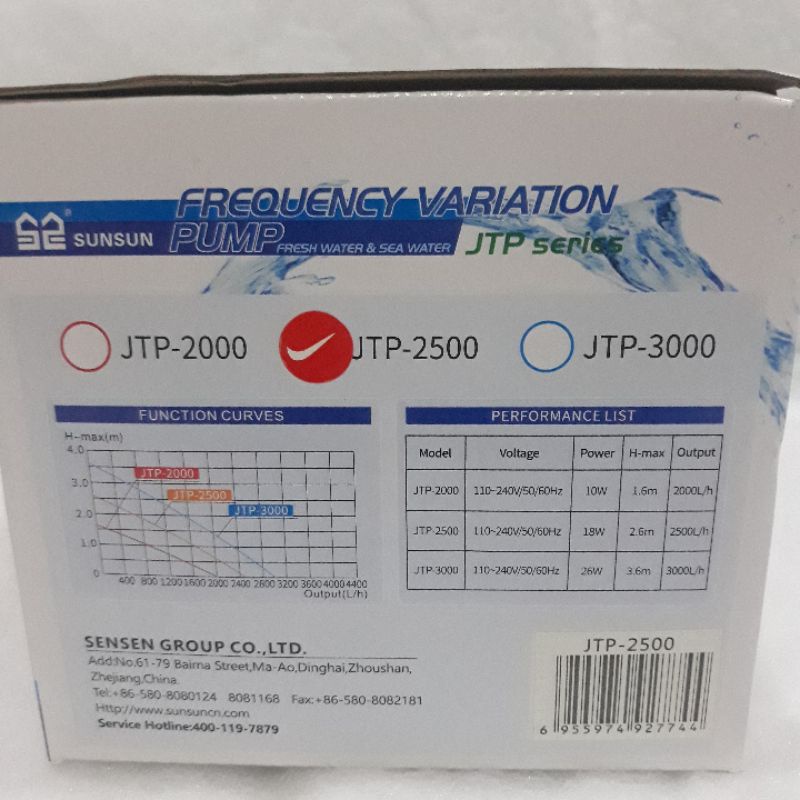 SUNSUN
FREQUENCY VARIATION
PUMP FRESH WATER & SEA WATER JTP series
JTP-2000 JTP-2500 JTP-3000
FUNCTION CURVES
H-max(m)
4.0
3.0
2.0
1.0
0
JTP-2000
JTP-2500
JTP-3000
400 800 1200 1600 2000 2400 2800 3200 3600 4000 4400
Output(L/h)
PERFORMANCE LIST
Model Voltage Power H-max Output
JTP-2000 110~240V/50/60Hz 10W 1.6m 2000L/h
JTP-2500 110~240V/50/60Hz 18W 2.6m 2500L/h
JTP-3000 110~240V/50/60Hz 26W 3.6m 3000L/h
SENSEN GROUP CO.,LTD.
Add:No.61-79 Baima Street,Ma-Ao,Dinghai,Zhoushan,
Zhejiang,China.
Tel:+86-580-8080124 8081168 Fax:+86-580-8082181
Http://www.sunsuncn.com
Service Hotline:400-119-7879
JTP-2500
6 955974 927744